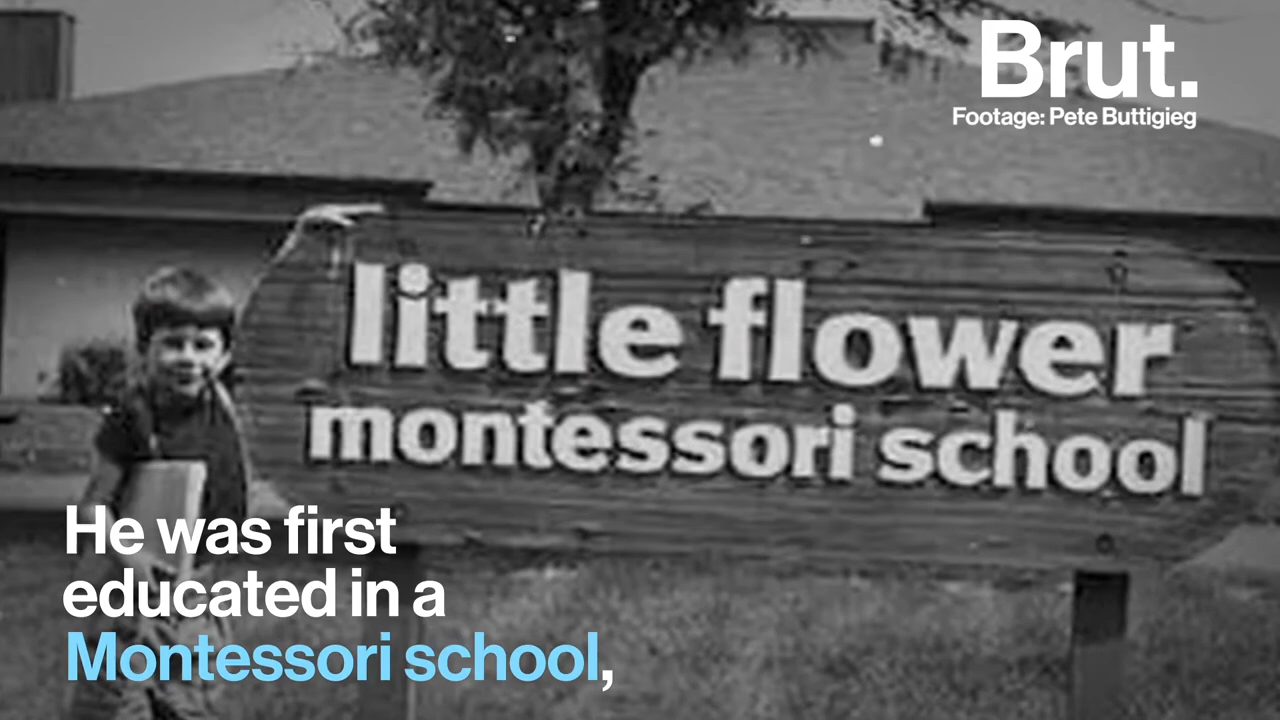 Brut.
Footage: Pete Buttigieg
little flower
montessori school
He was first
educated in a
Montessori school,